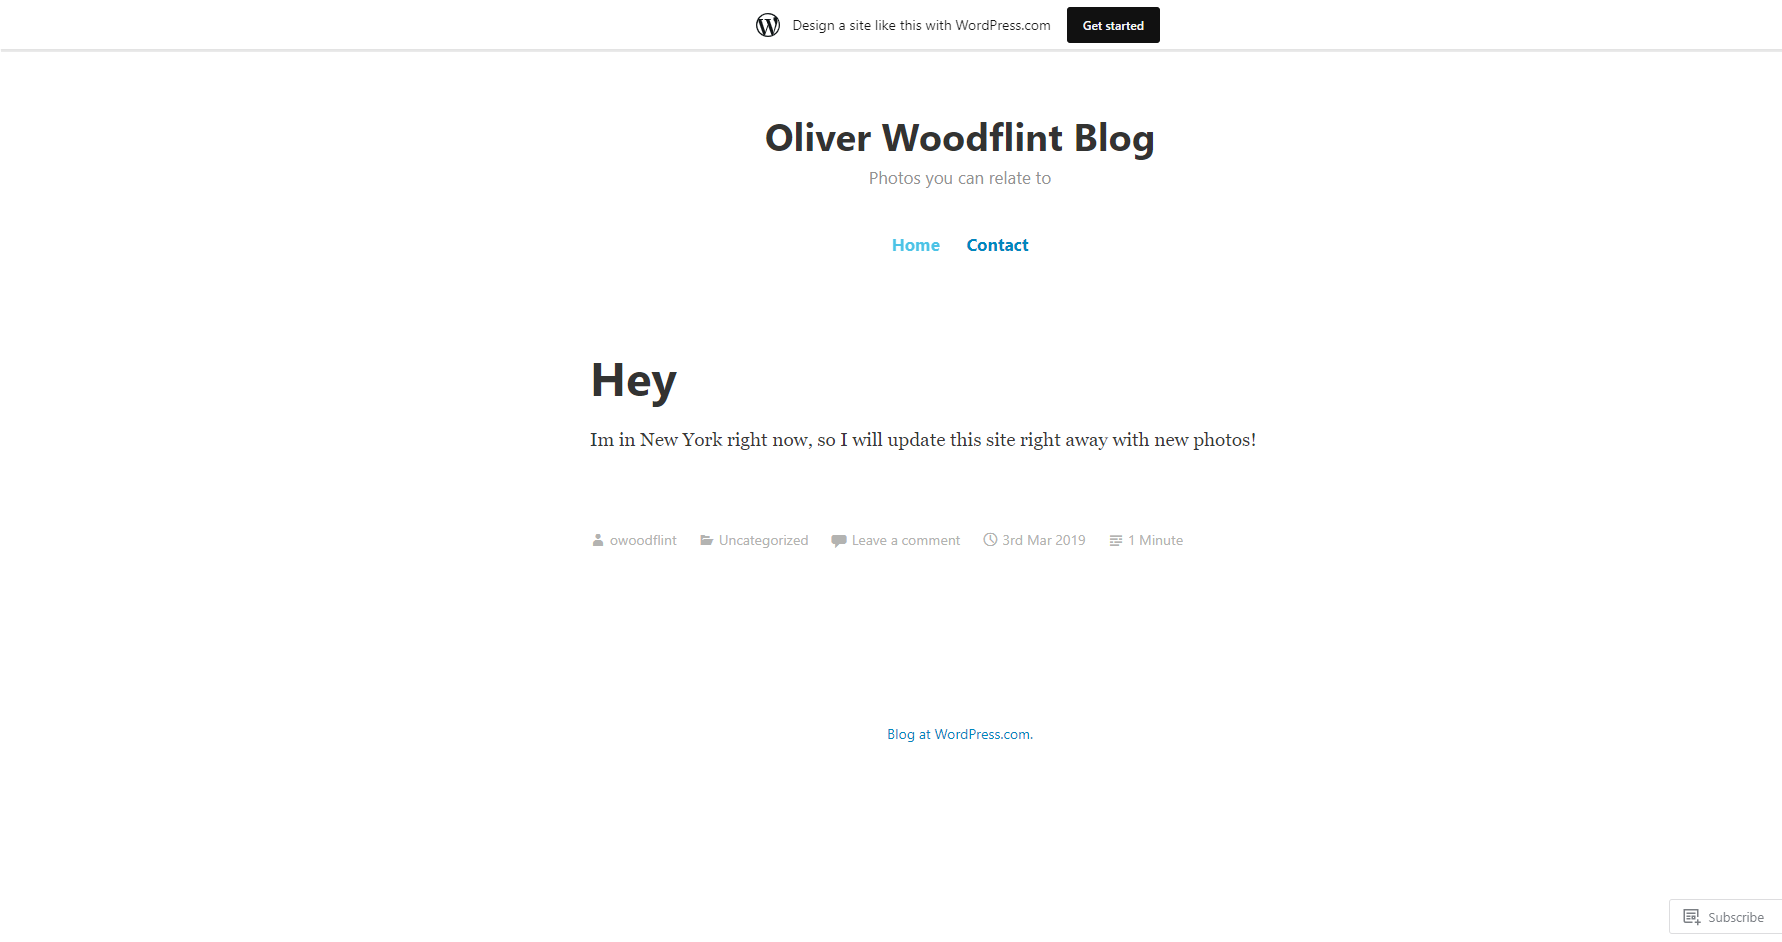 Design a site like this with WordPress.com Get started
Oliver Woodflint Blog
Photos you can relate to
Home Contact
Hey
Im in New York right now, so I will update this site right away with new photos!
owoodflint Uncategorized Leave a comment 3rd Mar 2019 1 Minute
Blog at WordPress.com.
Subscribe